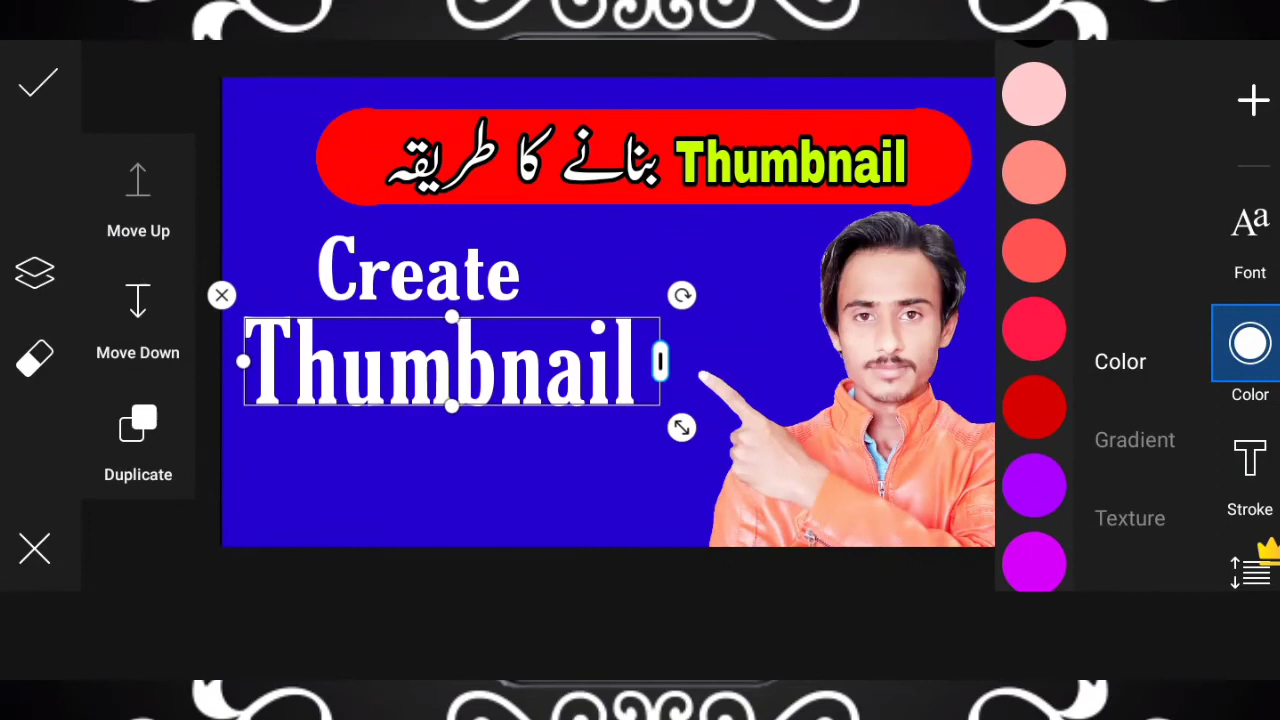 Thumbnail بنانے کا طریقہ
Create
Thumbnail
Move Up
Move Down
Duplicate
Color
Gradient
Texture
Font
Color
Stroke